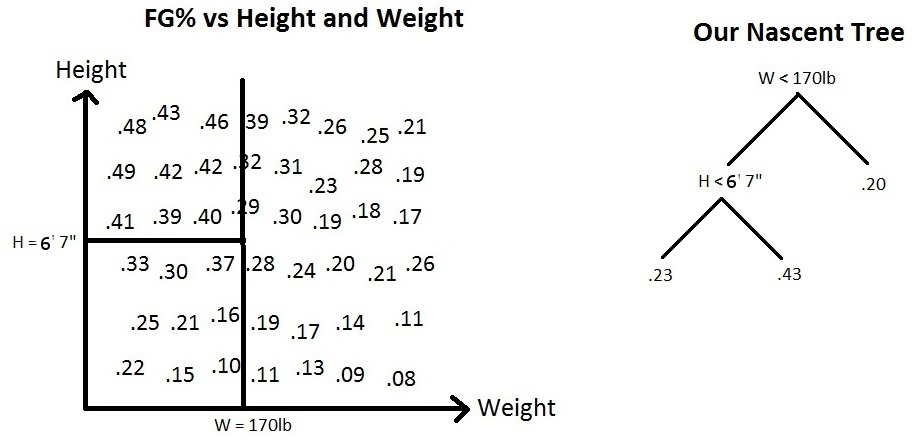 FG% vs Height and Weight
Our Nascent Tree
Height
.48 .43 .46 .39 .32 .26 .25 .21
.49 .42 .42 .32 .31 .23 .28 .19
.41 .39 .40 .29 .30 .19 .18 .17
H = 6' 7"
.33 .30 .37 .28 .24 .20 .21 .26
.25 .21 .16 .19 .17 .14 .11
.22 .15 .10 .11 .13 .09 .08
Weight
W = 170lb
W < 170lb
H < 6' 7"
.20
.23
.43